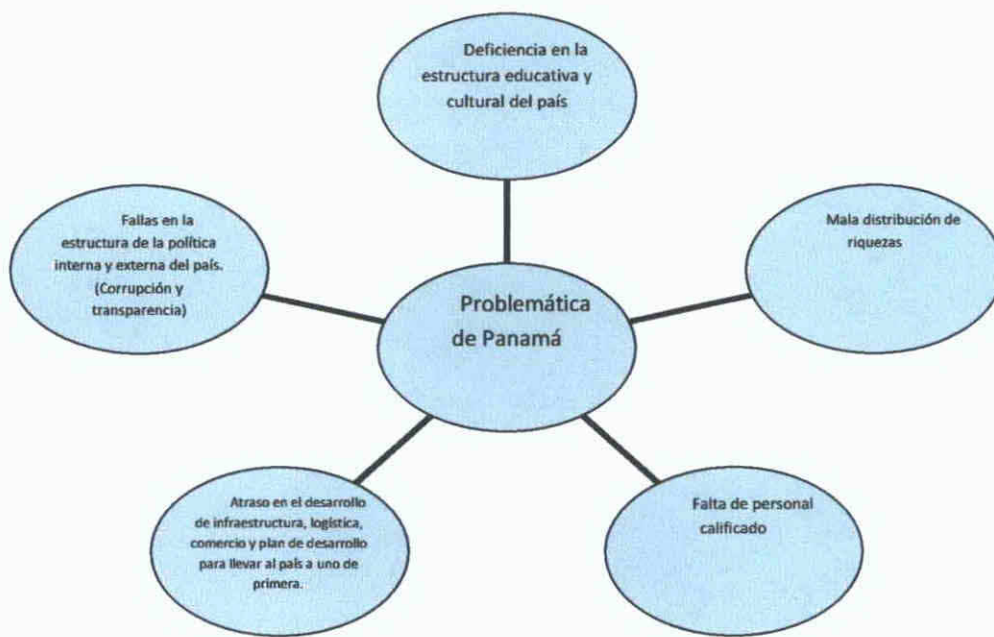 Deficiencia en la
estructura educativa y
cultural del país
Fallas en la
estructura de la política
interna y externa del país.
(Corrupción y
transparencia)
Mala distribución de
riquezas
Problemática
de Panamá
Atraso en el desarrollo
de infraestructura, logística,
comercio y plan de desarrollo
para llevar al país a uno de
primera.
Falta de personal
calificado